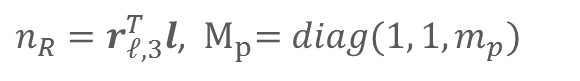 n_R = r_{ℓ,3}^T l, M_p= diag(1,1,m_p)